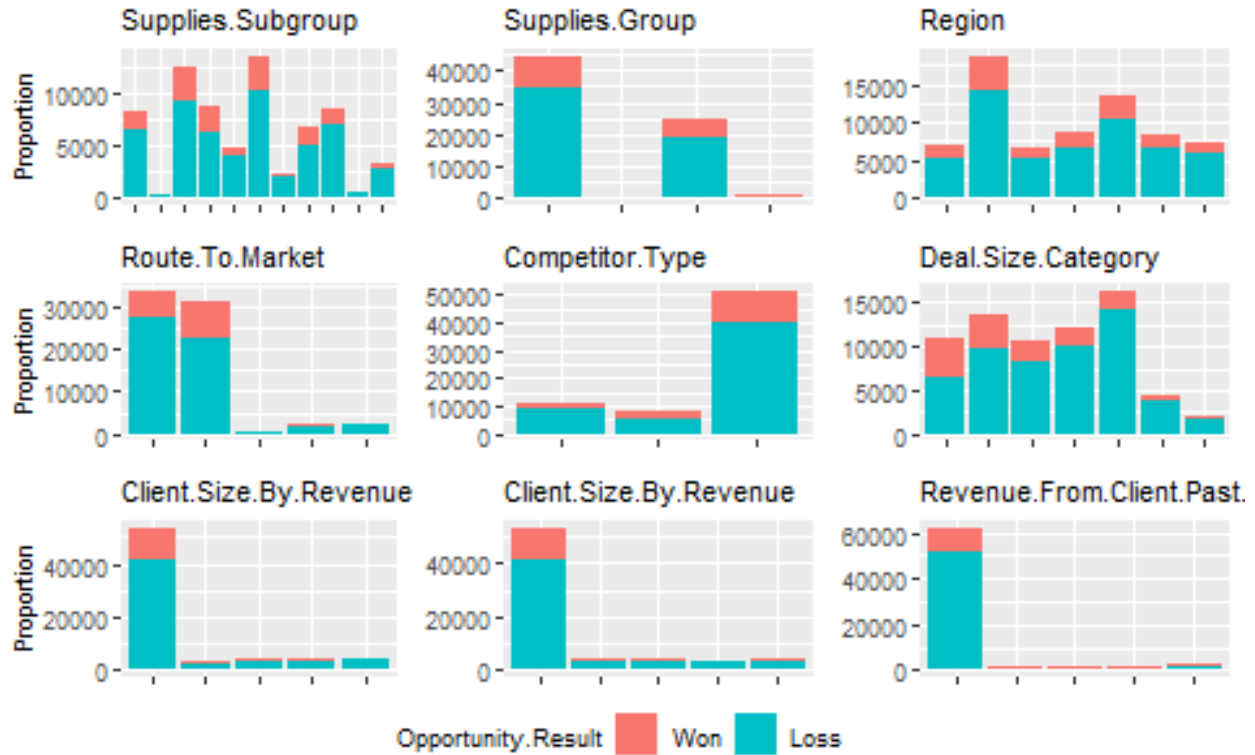 Supplies.Subgroup
Proportion
10000
5000
0
Supplies.Group
40000
30000
20000
10000
0
Region
15000
10000
5000
0
Route.To.Market
Proportion
30000
20000
10000
0
Competitor.Type
50000
40000
30000
20000
10000
0
Deal.Size.Category
15000
10000
5000
0
Client.Size.By.Revenue
Proportion
40000
20000
0
Client.Size.By.Revenue
40000
20000
0
Revenue.From.Client.Past.
60000
40000
20000
0
Opportunity.Result Won Loss